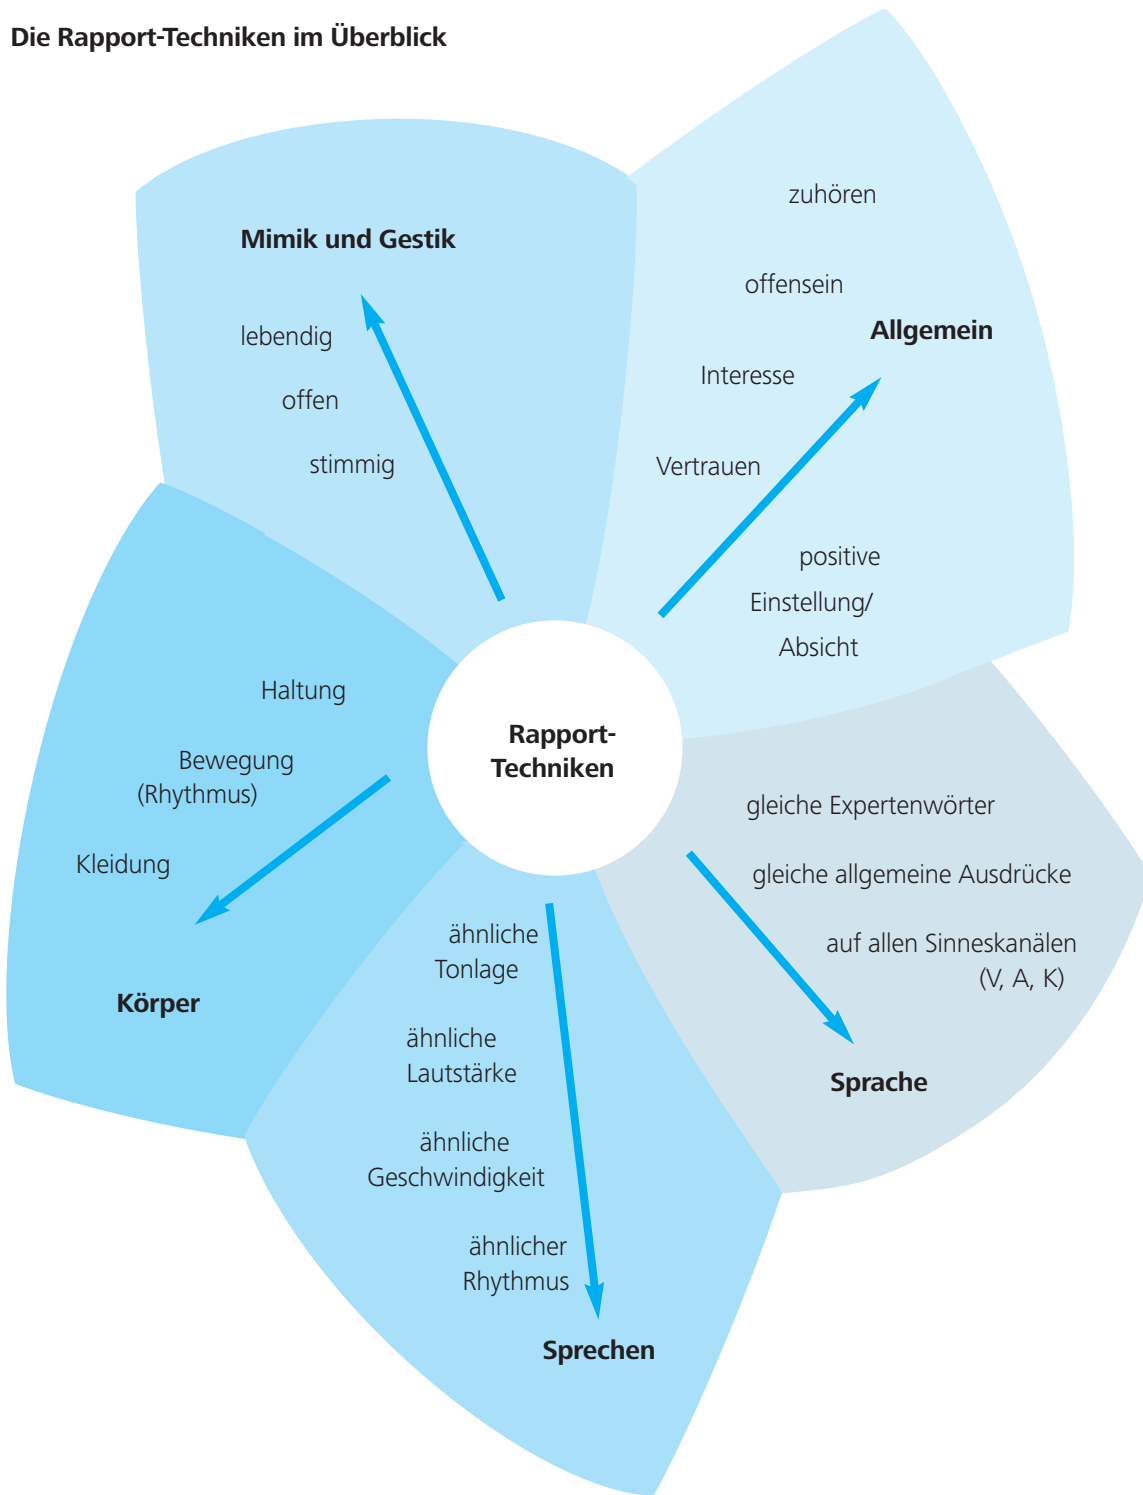 Die Rapport-Techniken im Überblick
Mimik und Gestik
lebendig
offen
stimmig
zuhören
offensein
Allgemein
Interesse
Vertrauen
positive
Einstellung/
Absicht
Rapport-
Techniken
Haltung
Bewegung
(Rhythmus)
Kleidung
Körper
gleiche Expertenwörter
gleiche allgemeine Ausdrücke
auf allen Sinneskanälen
(V, A, K)
Sprache
ähnliche
Tonlage
ähnliche
Lautstärke
ähnliche
Geschwindigkeit
ähnlicher
Rhythmus
Sprechen